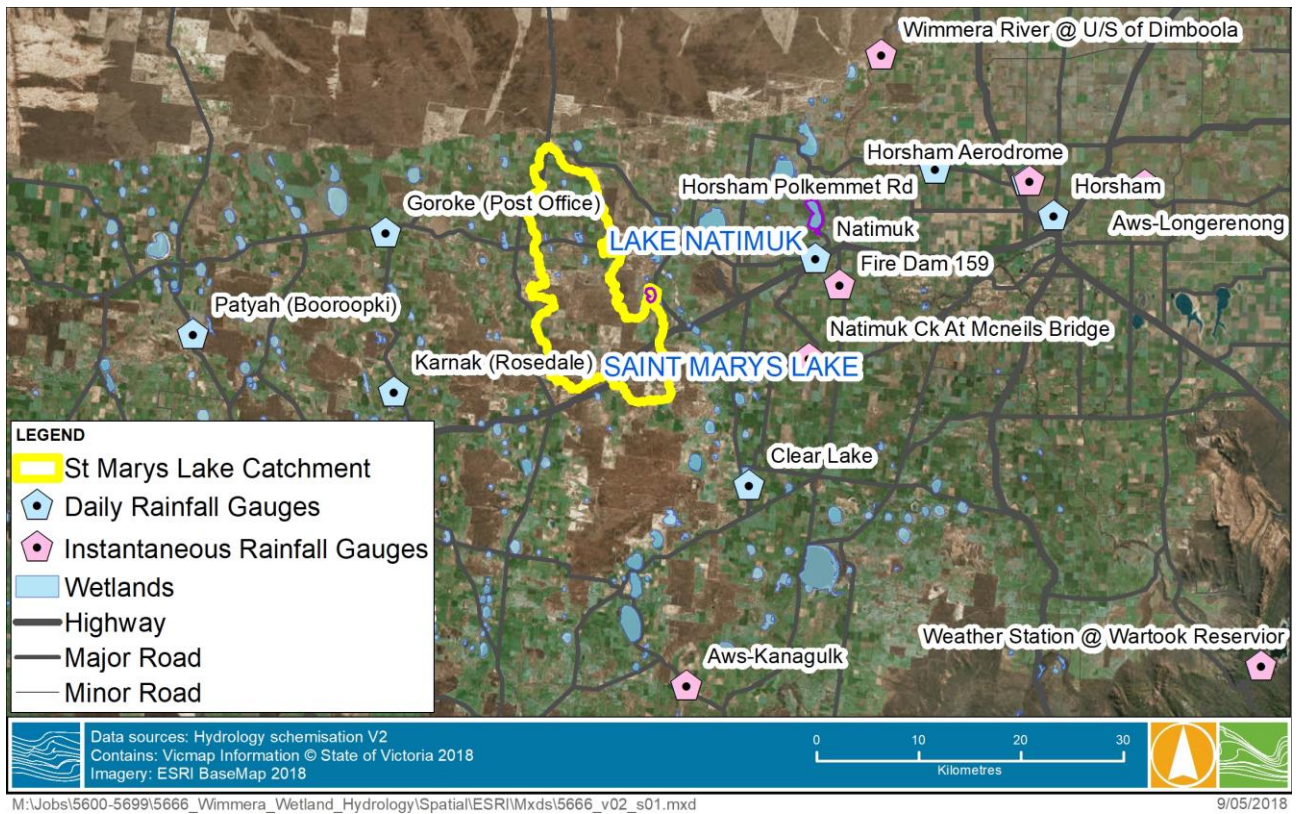 Wimmera River @ U/S of Dimboola
Horsham Aerodrome
Horsham Polkemmet Rd
Horsham
Goroke (Post Office)
LAKE NATIMUK
Natimuk
Aws-Longerenong
Fire Dam 159
Patyah (Booroopki)
Natimuk Ck At Mcneils Bridge
Karnak (Rosedale)
SAINT MARYS LAKE
Clear Lake
Weather Station @ Wartook Reservior
Aws-Kanagulk
LEGEND
St Marys Lake Catchment
Daily Rainfall Gauges
Instantaneous Rainfall Gauges
Wetlands
Highway
Major Road
Minor Road
Data sources: Hydrology schemisation V2
Contains: Vicmap Information © State of Victoria 2018
Imagery: ESRI BaseMap 2018
0 10 20 30
Kilometres
M:\Jobs\5600-5699\5666_Wimmera_Wetland_Hydrology\Spatial\ESRI\Mxds\5666_v02_s01.mxd
9/05/2018